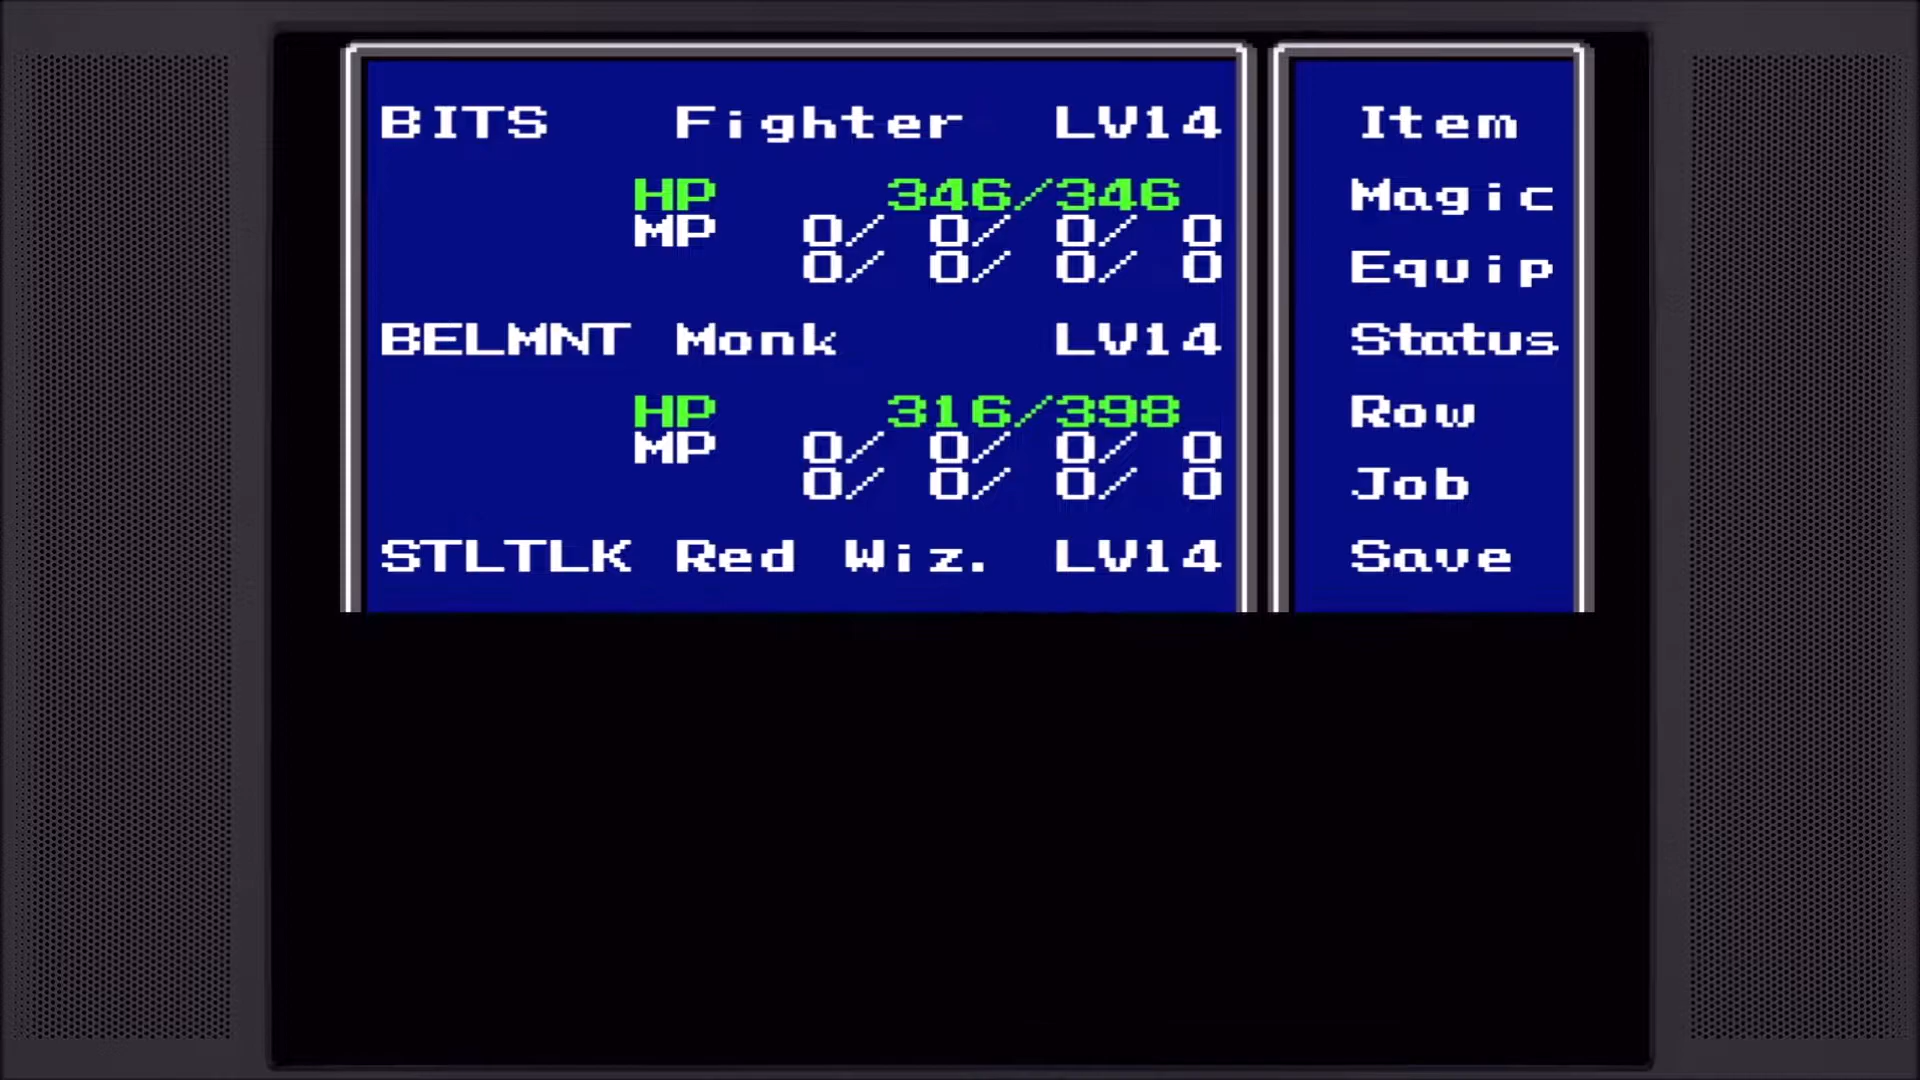 BITS Fighter LV14
HP 346/346
MP 0/ 0/ 0/ 0
0/ 0/ 0/ 0
BELMNT Monk LV14
HP 316/398
MP 0/ 0/ 0/ 0
0/ 0/ 0/ 0
STLTLK Red Wiz. LV14
Item
Magic
Equip
Status
Row
Job
Save